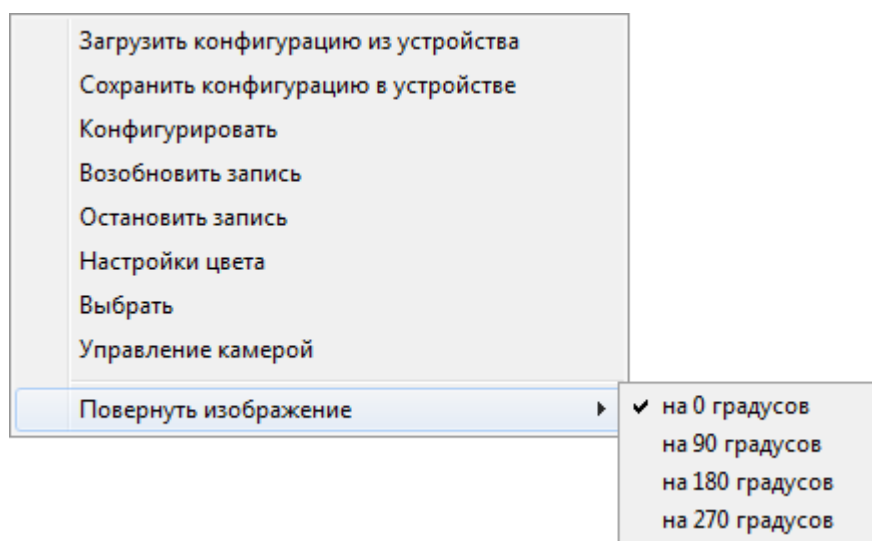 Загрузить конфигурацию из устройства
Сохранить конфигурацию в устройстве
Конфигурировать
Возобновить запись
Остановить запись
Настройки цвета
Выбрать
Управление камерой
Повернуть изображение
на 0 градусов
на 90 градусов
на 180 градусов
на 270 градусов